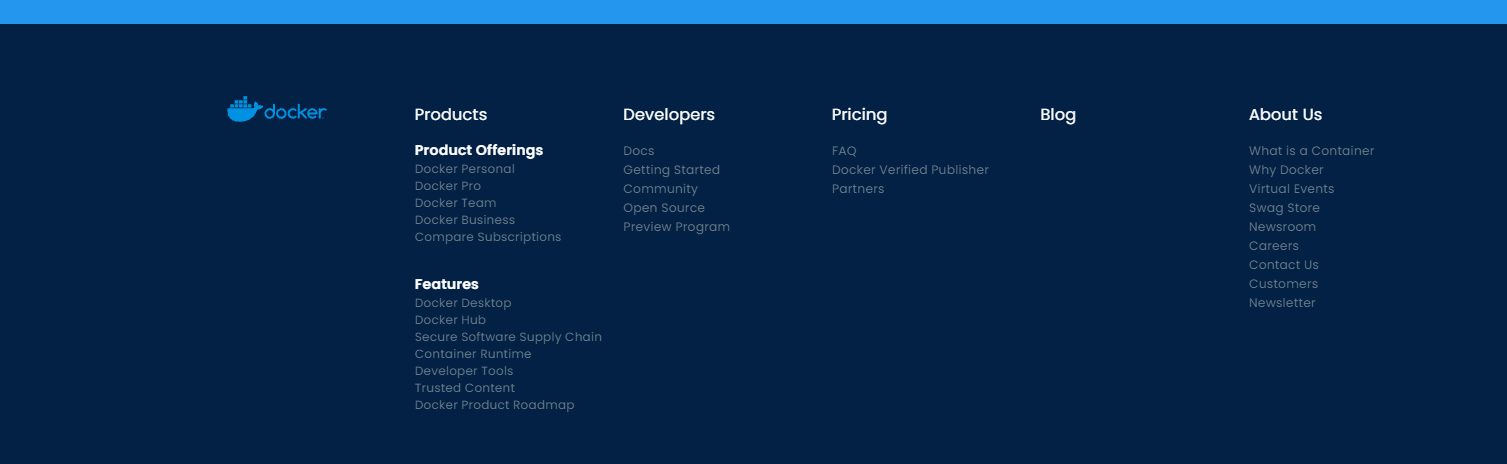 docker
Products
Product Offerings
Docker Personal
Docker Pro
Docker Team
Docker Business
Compare Subscriptions
Features
Docker Desktop
Docker Hub
Secure Software Supply Chain
Container Runtime
Developer Tools
Trusted Content
Docker Product Roadmap
Developers
Docs
Getting Started
Community
Open Source
Preview Program
Pricing
FAQ
Docker Verified Publisher
Partners
Blog
About Us
What is a Container
Why Docker
Virtual Events
Swag Store
Newsroom
Careers
Contact Us
Customers
Newsletter